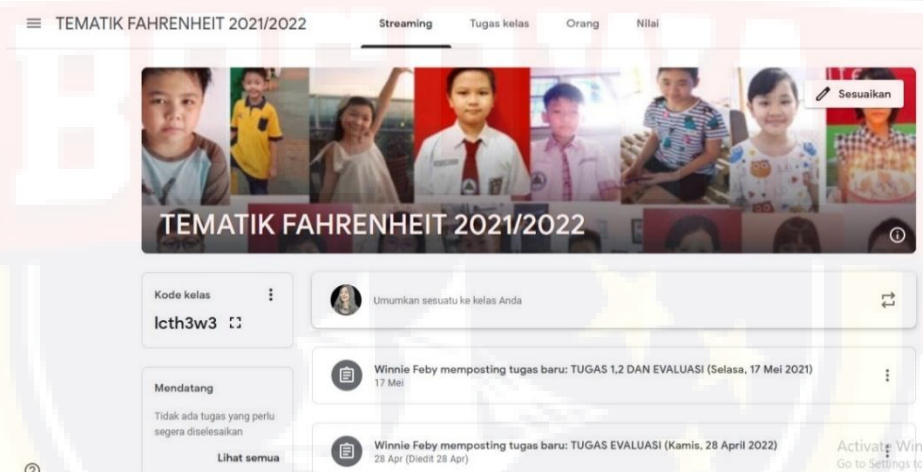 TEMATIK FAHRENHEIT 2021/2022
Streaming
Tugas kelas
Orang
Nilai
Sesuaikan
TEMATIK FAHRENHEIT 2021/2022
Kode kelas
lcth3w3
Umumkan sesuatu ke kelas Anda
Winnie Feby memposting tugas baru: TUGAS 1,2 DAN EVALUASI (Selasa, 17 Mei 2021)
17 Mei
Mendatang
Tidak ada tugas yang perlu
segera diselesaikan
Lihat semua
Winnie Feby memposting tugas baru: TUGAS EVALUASI (Kamis, 28 April 2022)
28 Apr (Diedit 28 Apr)
Activate Win
Go to Settings to